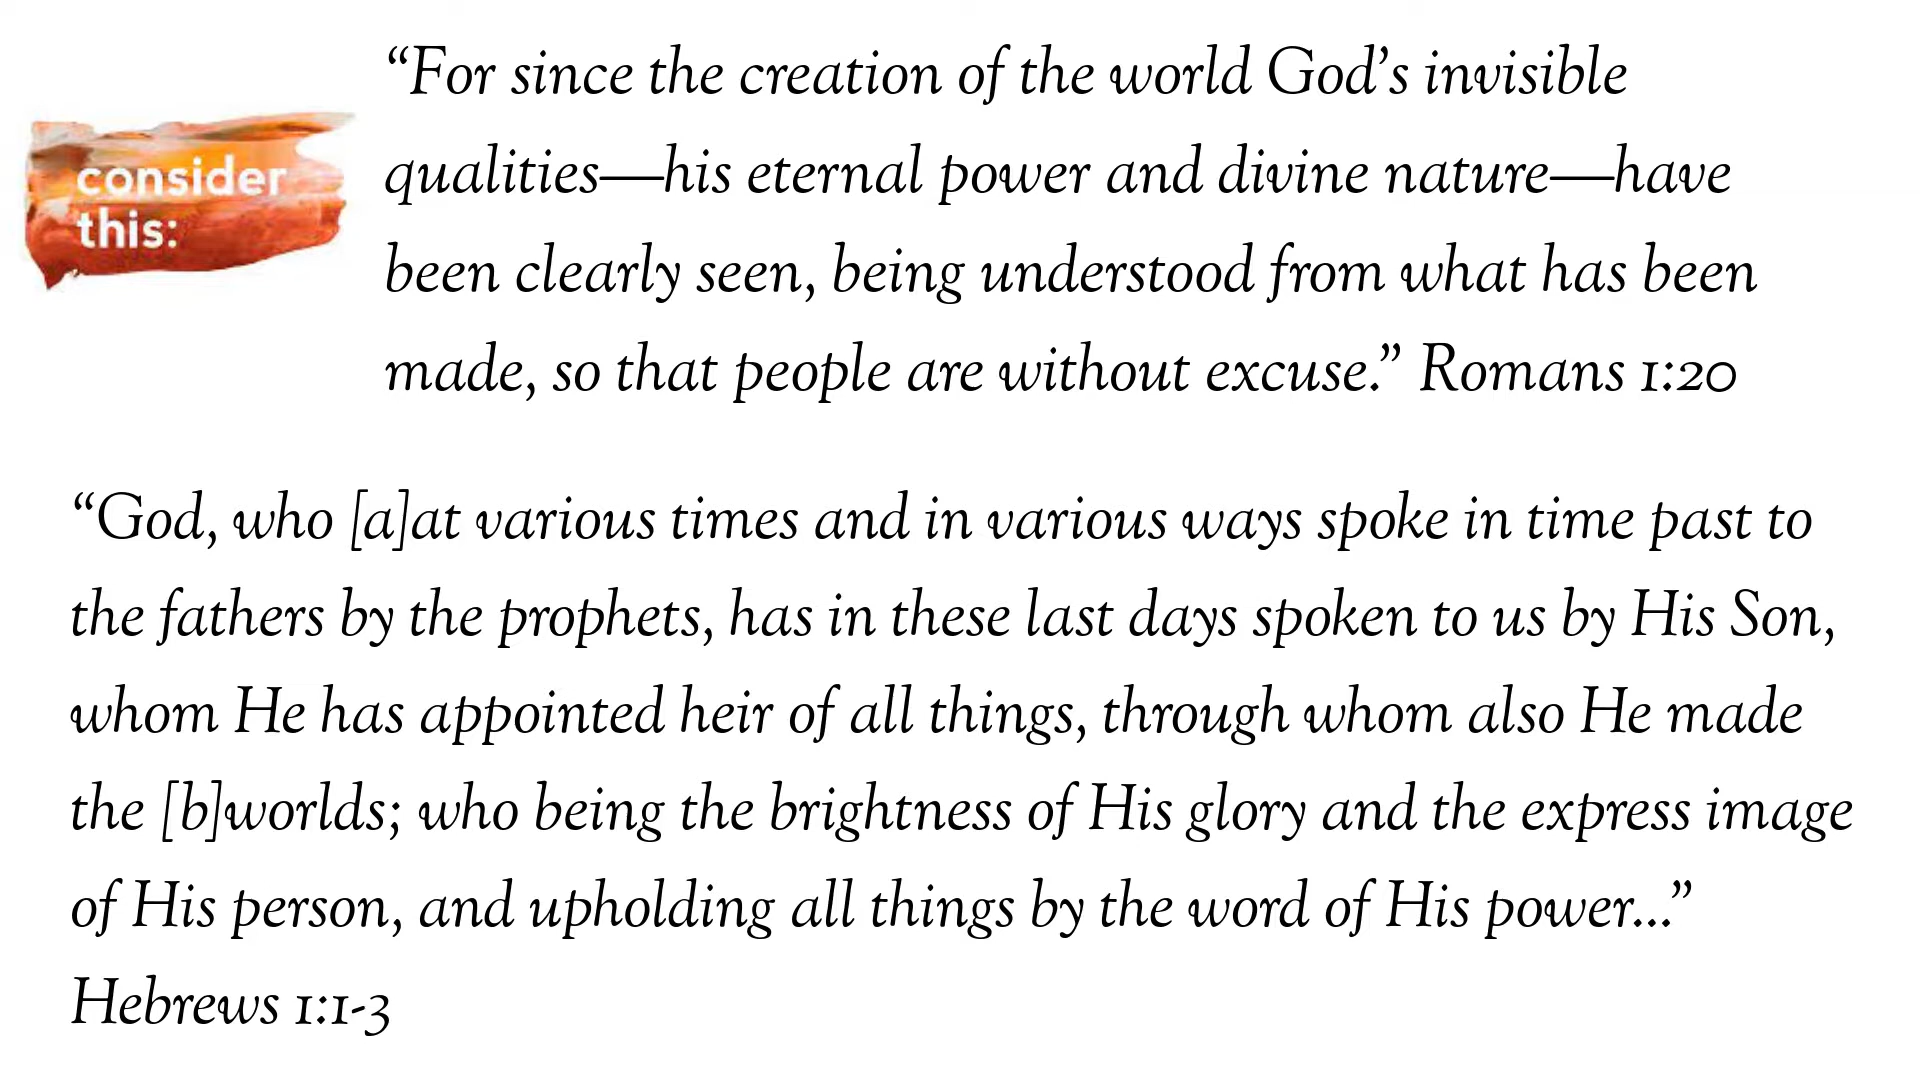 consider
this:
“For since the creation of the world God’s invisible
qualities—his eternal power and divine nature—have
been clearly seen, being understood from what has been
made, so that people are without excuse.” Romans 1:20
“God, who [a]at various times and in various ways spoke in time past to
the fathers by the prophets, has in these last days spoken to us by His Son,
whom He has appointed heir of all things, through whom also He made
the [b]worlds; who being the brightness of His glory and the express image
of His person, and upholding all things by the word of His power...”
Hebrews 1:1-3